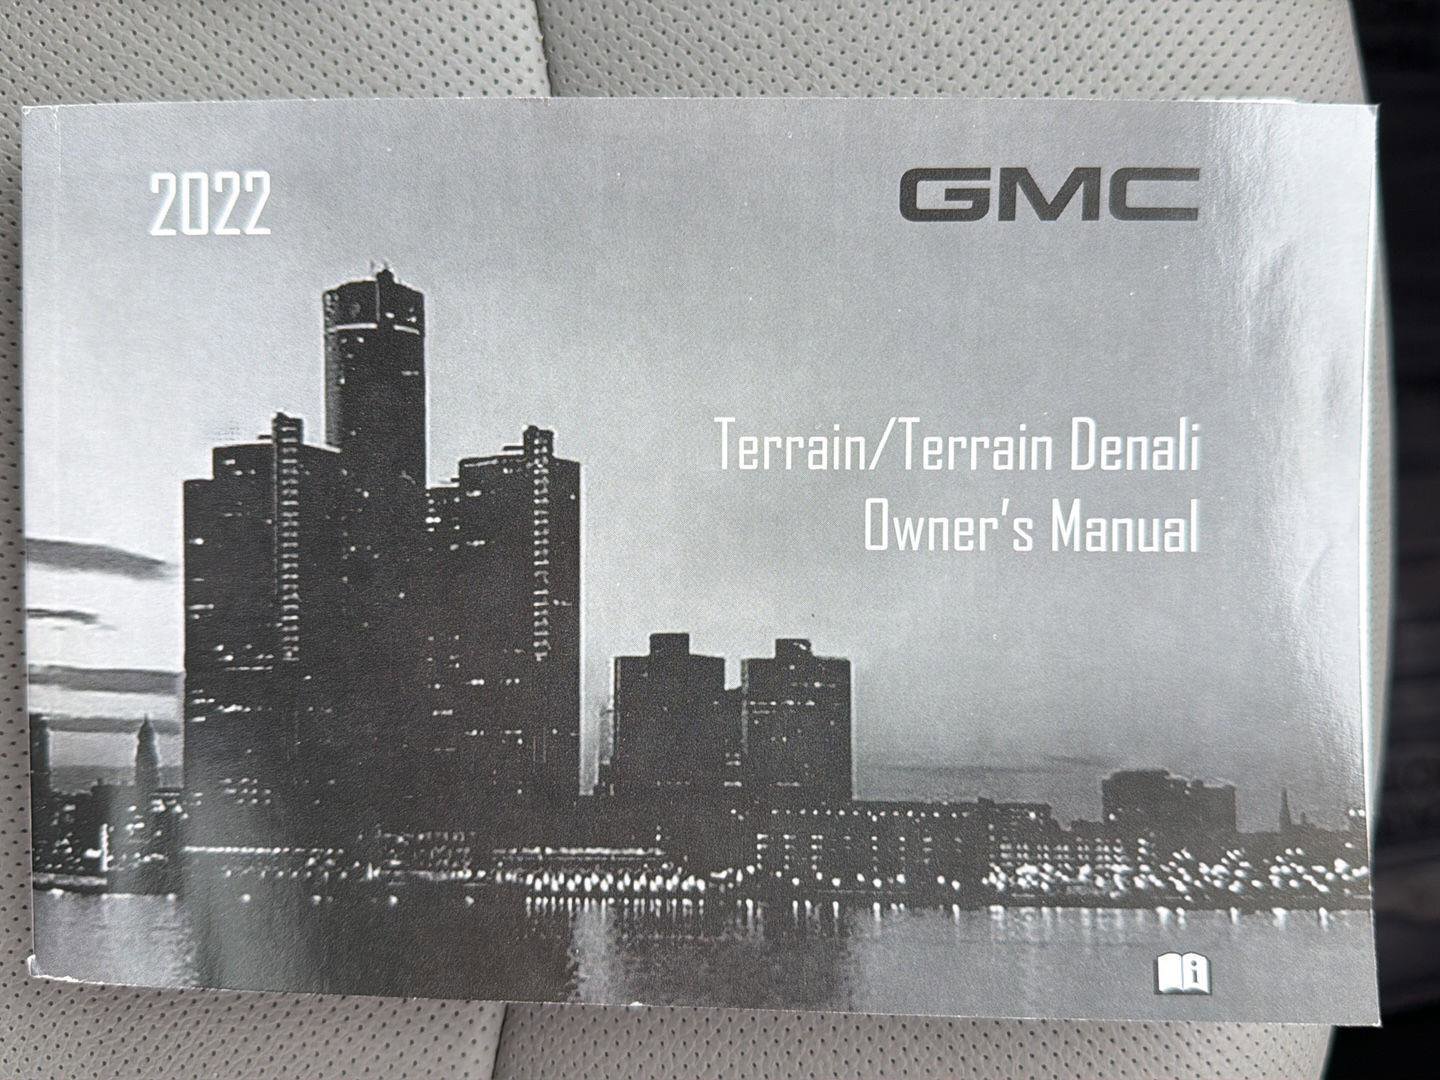 2022
GMC
Terrain/Terrain Denali
Owner's Manual
i